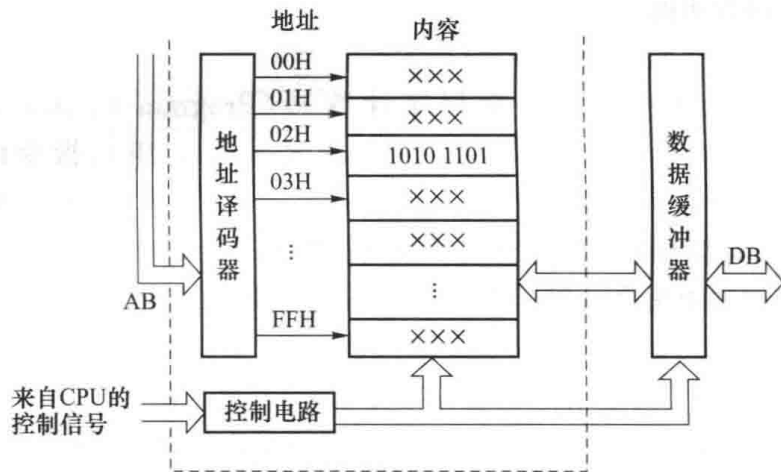 地址
内容
00H
×××
01H
×××
02H
1010 1101
03H
×××
×××
⋮
⋮
FFH
×××
地址译码器
数据缓冲器
AB
DB
来自CPU的
控制信号
控制电路